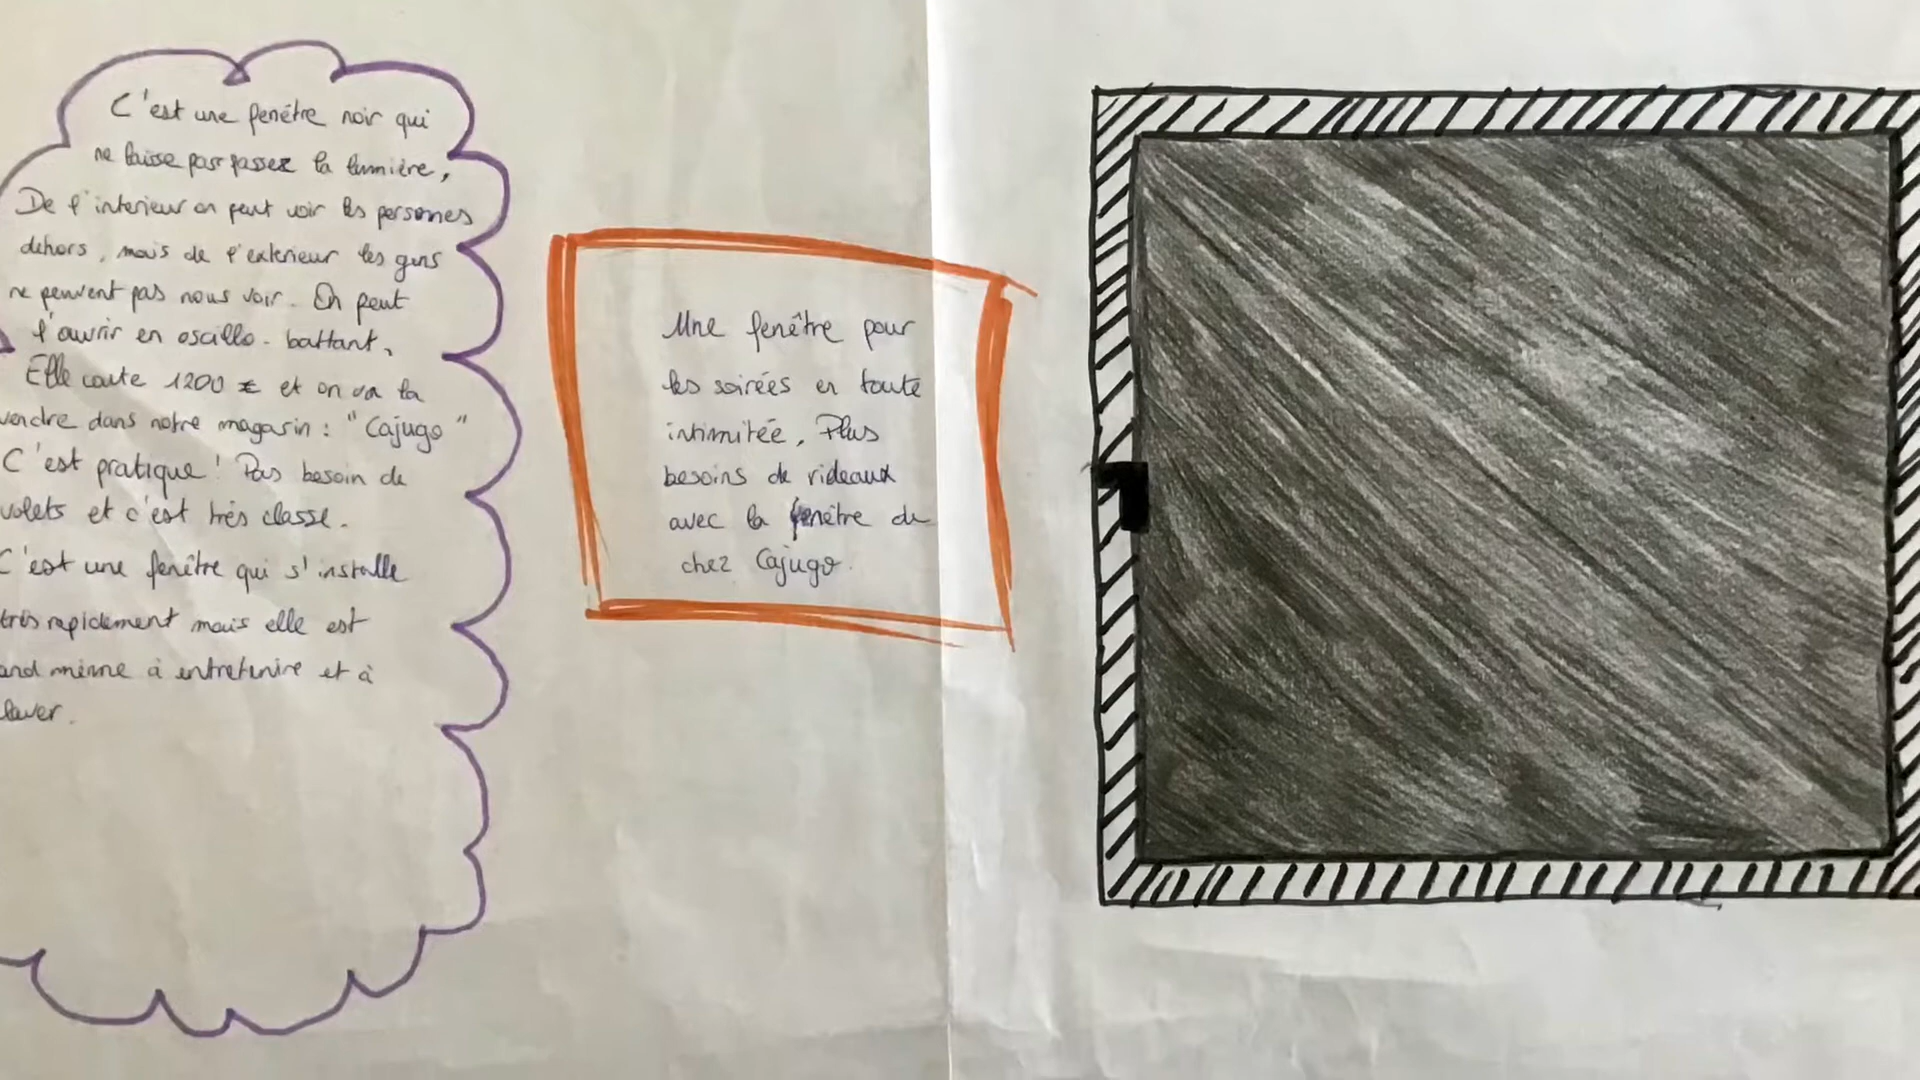 C'est une fenêtre noir qui
ne laisse pas passez la lumière,
De l'interieur on peut voir les personnes
dehors, mais de l'exterieur les gens
ne peuvent pas nous voir. On peut
l'ouvrir en oscillo-battant,
Elle coute 1200 € et on va la
vendre dans notre magasin : "Cajugo"
C'est pratique ! Pas besoin de
volets et c'est très classe.
C'est une fenêtre qui s'installe
très rapidement mais elle est
à entretenire et à
laver.
Une fenêtre pour
les soirées en toute
intimitée, Plus
besoins de rideaux
avec la fenêtre de
chez Cajugo.